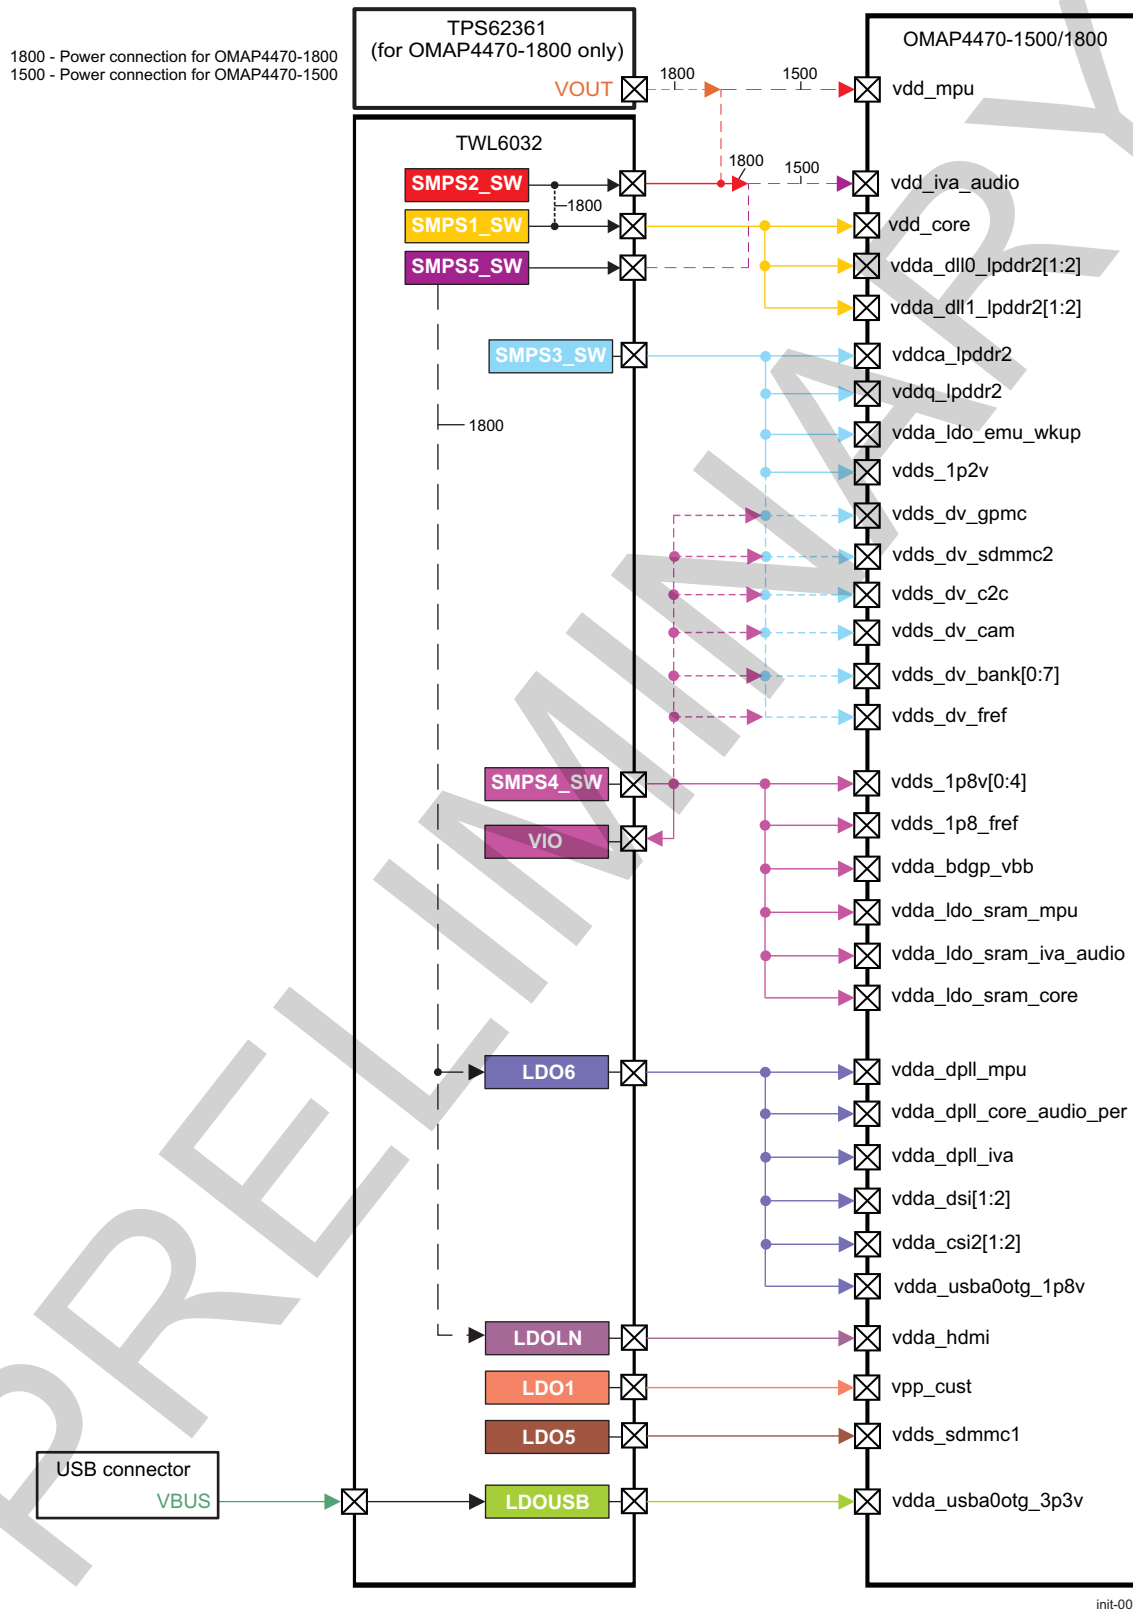 TPS62361
(for OMAP4470-1800 only)
VOUT
1800 - Power connection for OMAP4470-1800
1500 - Power connection for OMAP4470-1500
OMAP4470-1500/1800
1800
1500
vdd_mpu
TWL6032
SMPS2_SW
1800
1500
vdd_iva_audio
1800
SMPS1_SW
vdd_core
SMPS5_SW
vdda_dll0_lpddr2[1:2]
vdda_dll1_lpddr2[1:2]
SMPS3_SW
vddca_lpddr2
vddq_lpddr2
1800
vdda_ldo_emu_wkup
vdds_1p2v
vdds_dv_gpmc
vdds_dv_sdmmc2
vdds_dv_c2c
vdds_dv_cam
vdds_dv_bank[0:7]
vdds_dv_fref
SMPS4_SW
vdds_1p8v[0:4]
VIO
vdds_1p8_fref
vdda_bdgp_vbb
vdda_ldo_sram_mpu
vdda_ldo_sram_iva_audio
vdda_ldo_sram_core
LDO6
vdda_dpll_mpu
vdda_dpll_core_audio_per
vdda_dpll_iva
vdda_dsi[1:2]
vdda_csi2[1:2]
vdda_usba0otg_1p8v
LDOLN
vdda_hdmi
LDO1
vpp_cust
LDO5
vdds_sdmmc1
USB connector
VBUS
LDOUSB
vdda_usba0otg_3p3v
init-00
PRELIMINARY